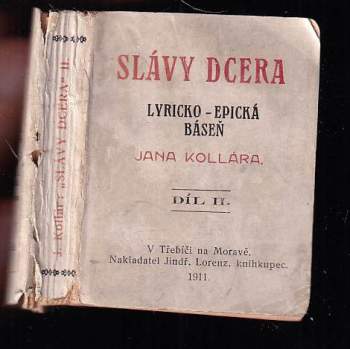 J. Kollár: „SLÁVY DCERA" II.
SLÁVY DCERA
LYRICKO-EPICKÁ
BÁSEŇ
JANA KOLLÁRA.
DÍL II.
V Třebíči na Moravě.
Nakladatel Jindř. Lorenz, knihkupec.
1911.